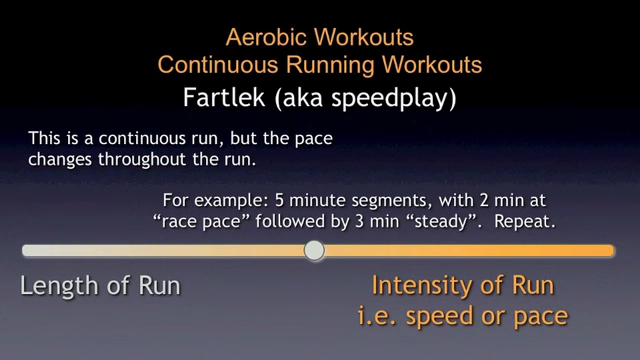 Aerobic Workouts
Continuous Running Workouts
Fartlek (aka speedplay)
This is a continuous run, but the pace
changes throughout the run.
For example: 5 minute segments, with 2 min at
“race pace” followed by 3 min “steady”.  Repeat.
Length of Run
Intensity of Run
i.e. speed or pace